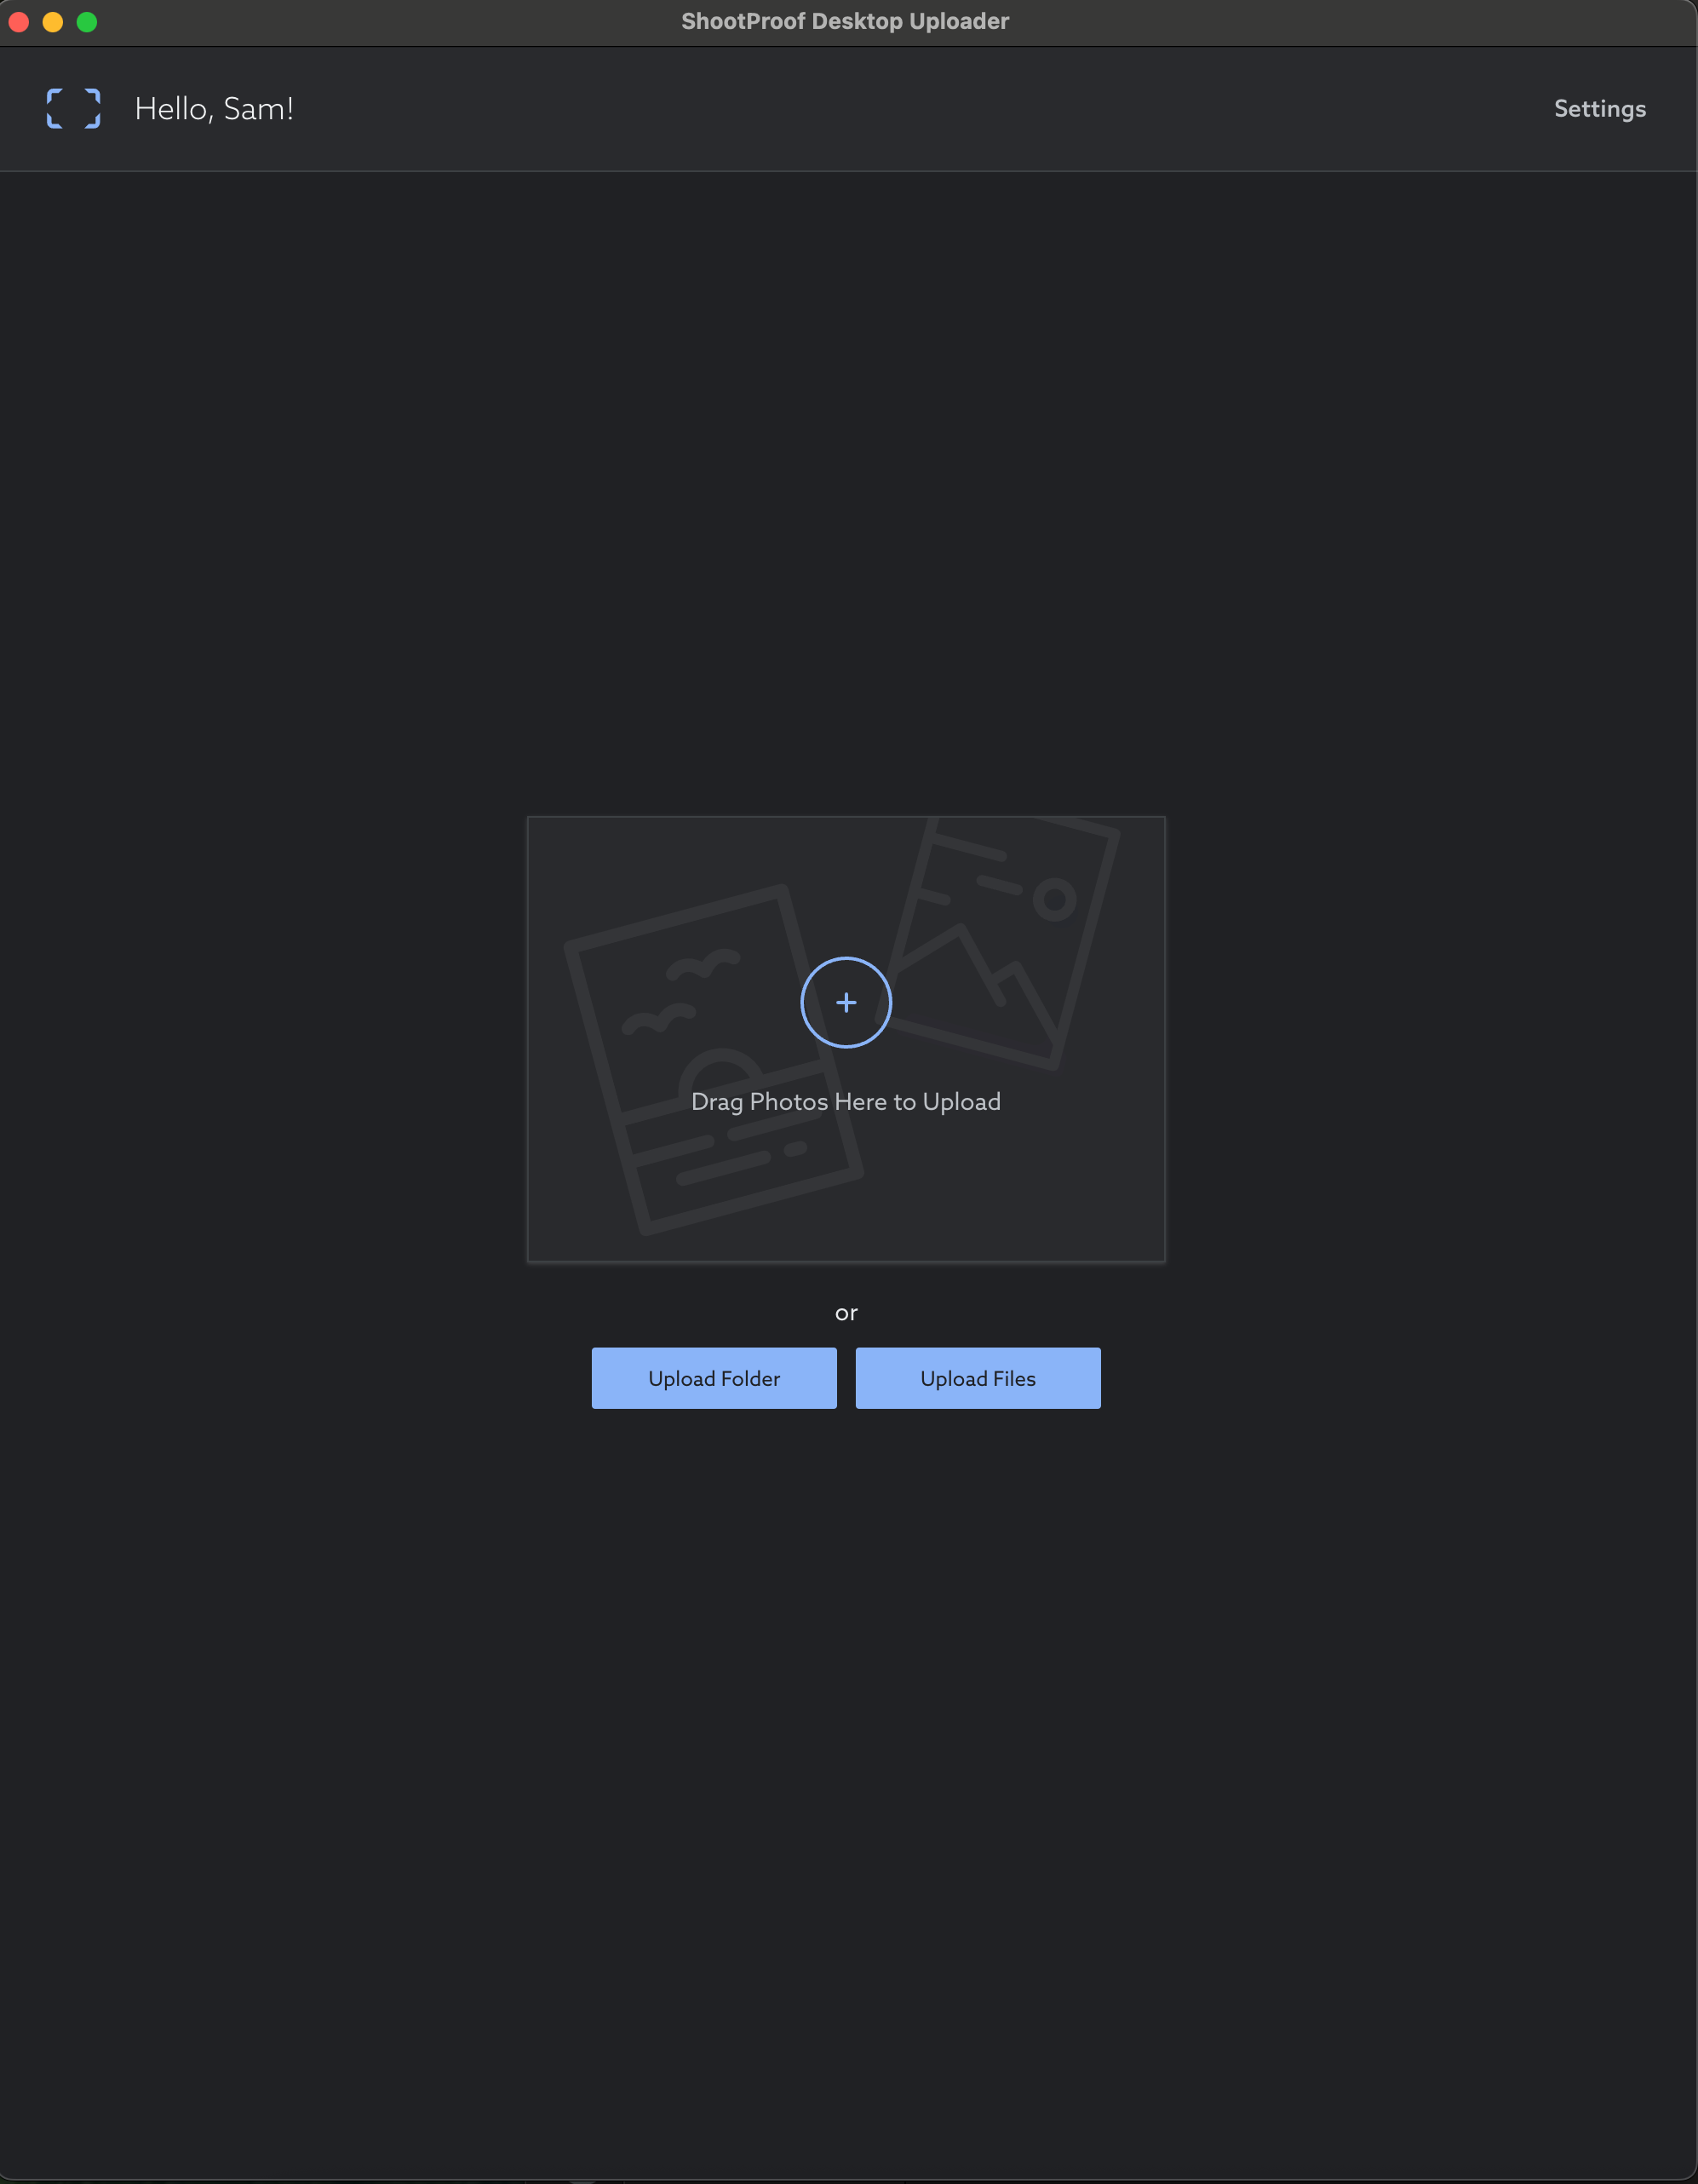 ShootProof Desktop Uploader
Hello, Sam!
Settings
Drag Photos Here to Upload
or
Upload Folder
Upload Files